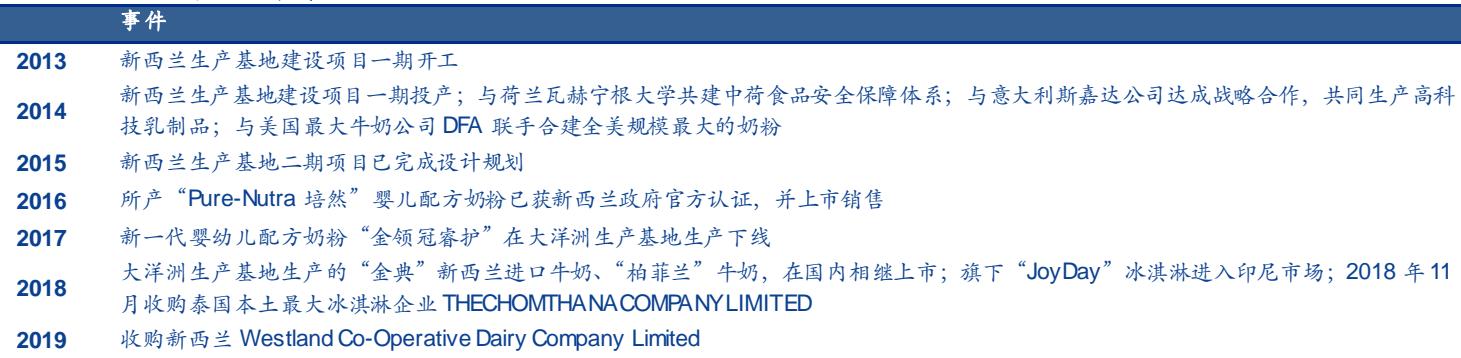 事件
2013 新西兰生产基地建设项目一期开工
2014 新西兰生产基地建设项目一期投产；与荷兰瓦赫宁根大学共建中荷食品安全保障体系；与意大利斯嘉达公司达成战略合作，共同生产高科
技乳制品；与美国最大牛奶公司 DFA 联手合建全美规模最大的奶粉
2015 新西兰生产基地二期项目已完成设计规划
2016 所产“Pure-Nutra 培然”婴儿配方奶粉已获新西兰政府官方认证，并上市销售
2017 新一代婴幼儿配方奶粉“金领冠睿护”在大洋洲生产基地生产下线
2018 大洋洲生产基地生产的“金典”新西兰进口牛奶、“柏菲兰”牛奶，在国内相继上市；旗下“JoyDay”冰淇淋进入印尼市场；2018 年 11
月收购泰国本土最大冰淇淋企业 THECHOMTHANACOMPANYLIMITED
2019 收购新西兰 Westland Co-Operative Dairy Company Limited